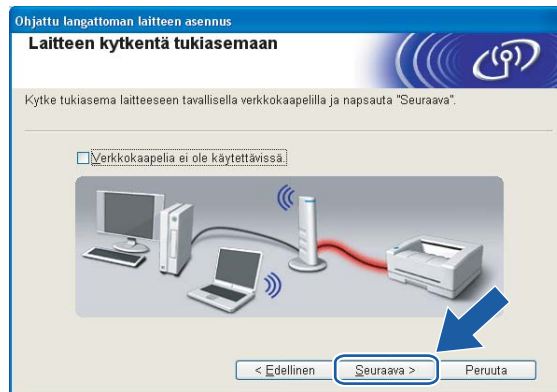 Ohjattu langattoman laitteen asennus
Laitteen kytkentä tukiasemaan
Kytke tukiasema laitteeseen tavallisella verkkokaapelilla ja napsauta "Seuraava".
Verkkokaapelia ei ole käytettävissä.
< Edellinen
Seuraava >
Peruuta